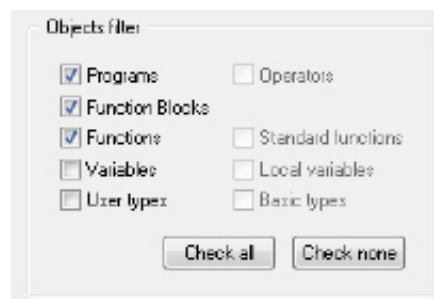 Objects filter
Programs Operators
Function Blocks
Functions Standard functions
Variables Local variables
User types Basic types
Check all Check none